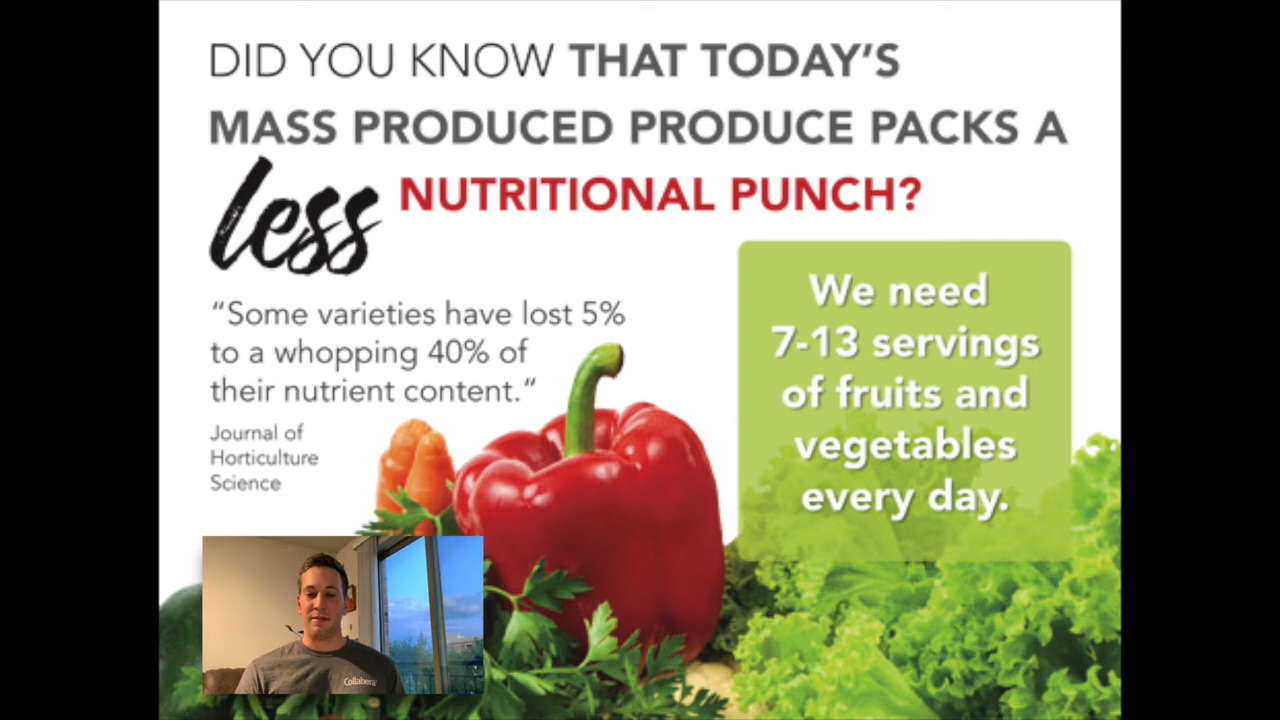 DID YOU KNOW THAT TODAY'S
MASS PRODUCED PRODUCE PACKS A
less NUTRITIONAL PUNCH?
“Some varieties have lost 5%
to a whopping 40% of
their nutrient content.”
Journal of
Horticulture
Science
We need
7-13 servings
of fruits and
vegetables
every day.
Collabera